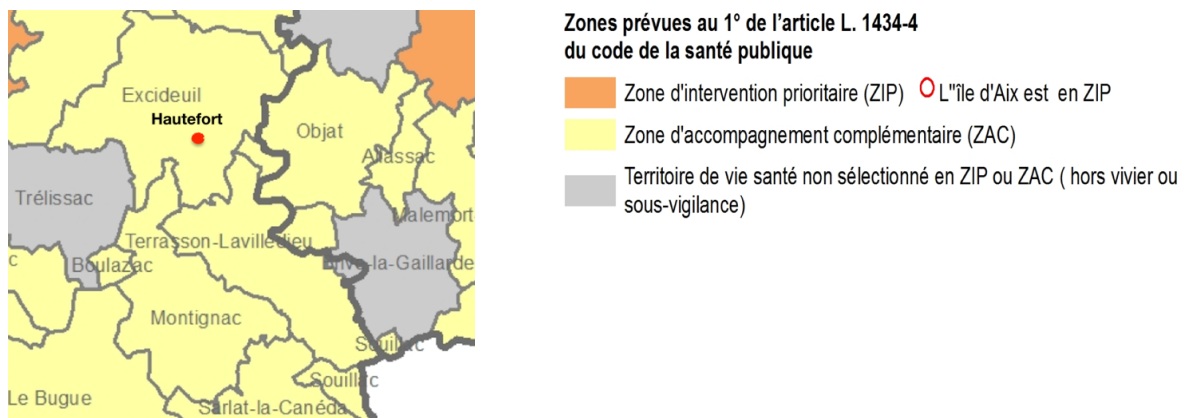 Excideuil
Hautefort
Objat
Allassac
Trélissac
Malemort
Terrasson-Lavilledieu
c
Boulazac
Brive-la-Gaillarde
Montignac
Souillac
Souillac
Le Bugue
Sarlat-la-Canéda
Zones prévues au 1° de l'article L. 1434-4
du code de la santé publique
Zone d'intervention prioritaire (ZIP) L"île d'Aix est en ZIP
Zone d'accompagnement complémentaire (ZAC)
Territoire de vie santé non sélectionné en ZIP ou ZAC ( hors vivier ou
sous-vigilance)